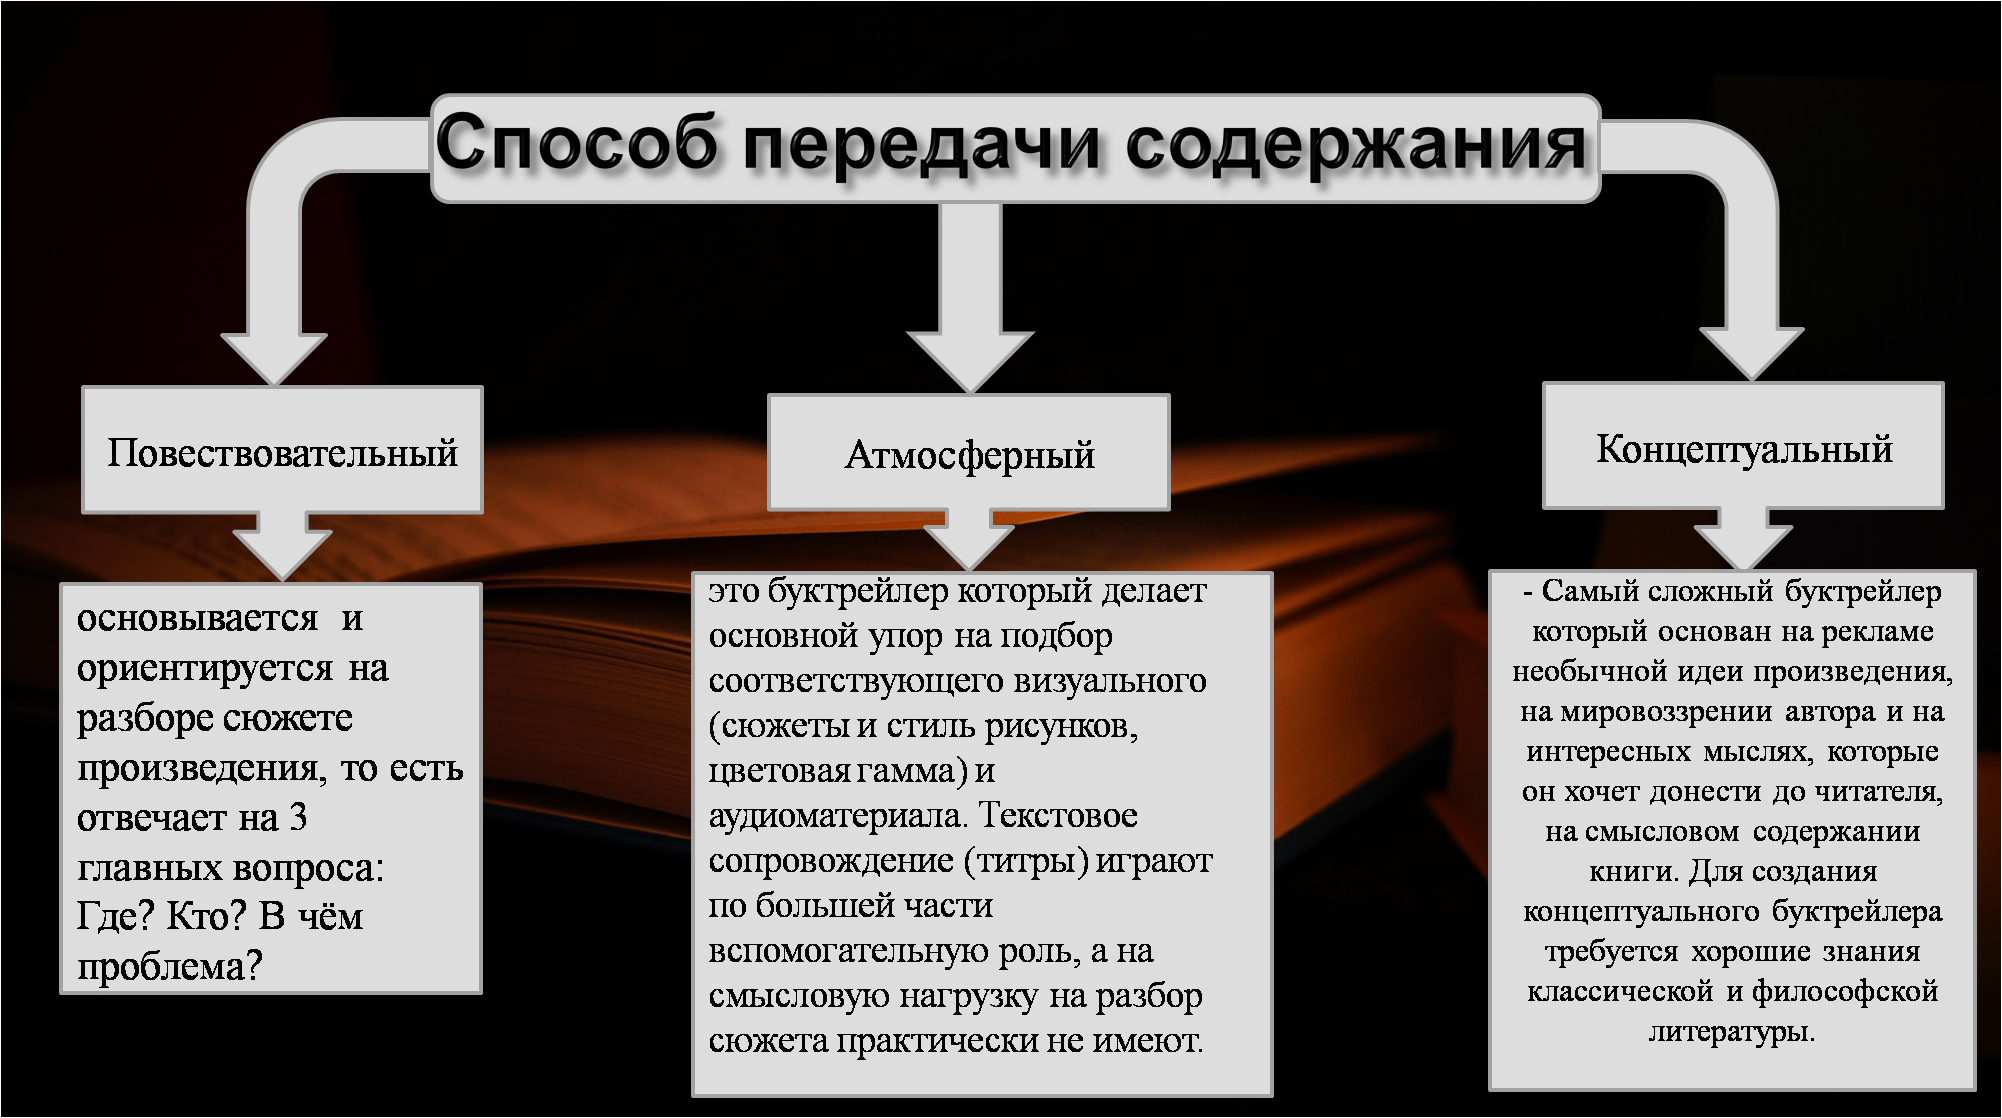 Способ передачи содержания
Повествовательный
Атмосферный
Концептуальный
основывается и
ориентируется на
разборе сюжете
произведения, то есть
отвечает на 3
главных вопроса:
Где? Кто? В чём
проблема?
это буктрейлер который делает
основной упор на подбор
соответствующего визуального
(сюжеты и стиль рисунков,
цветовая гамма) и
аудиоматериала. Текстовое
сопровождение (титры) играют
по большей части
вспомогательную роль, а на
смысловую нагрузку на разбор
сюжета практически не имеют.
- Самый сложный буктрейлер
который основан на рекламе
необычной идеи произведения,
на мировоззрении автора и на
интересных мыслях, которые
он хочет донести до читателя,
на смысловом содержании
книги. Для создания
концептуального буктрейлера
требуется хорошие знания
классической и философской
литературы.